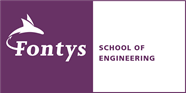 Fontys
SCHOOL OF
ENGINEERING